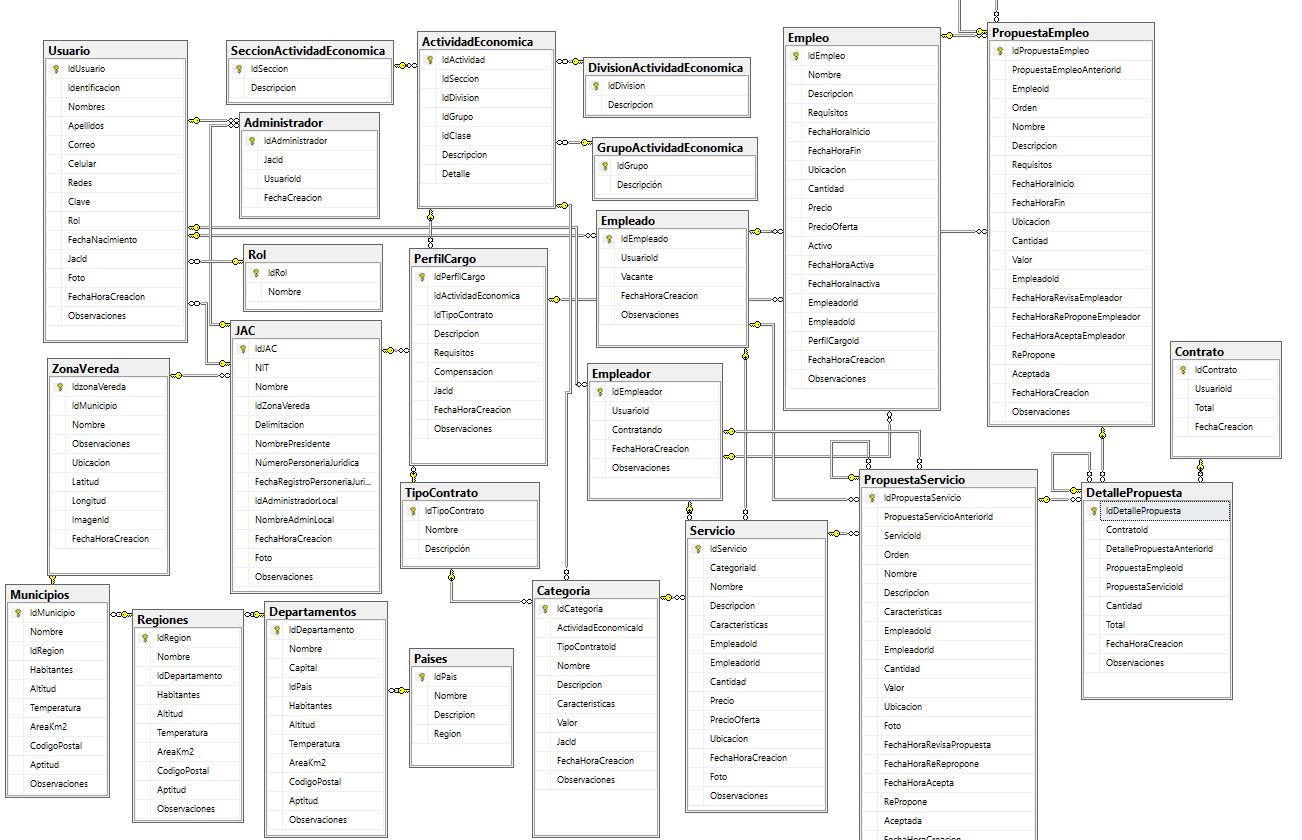 Usuario
IdUsuario
Identificacion
Nombres
Apellidos
Correo
Celular
Redes
Clave
Rol
FechaNacimiento
JacId
Foto
FechaHoraCreacion
Observaciones
SeccionActividadEconomica
IdSeccion
Descripcion
Administrador
IdAdministrador
JacId
UsuarioId
FechaCreacion
Rol
IdRol
Nombre
ActividadEconomica
IdActividad
IdSeccion
IdDivision
IdGrupo
IdClase
Descripcion
Detalle
DivisionActividadEconomica
IdDivision
Descripcion
GrupoActividadEconomica
IdGrupo
Descripción
Empleado
IdEmpleado
UsuarioId
Vacante
FechaHoraCreacion
Observaciones
Empleo
IdEmpleo
Nombre
Descripcion
Requisitos
FechaHoraInicio
FechaHoraFin
Ubicacion
Cantidad
Precio
PrecioOferta
Activo
FechaHoraActiva
FechaHoraInactiva
EmpleadorId
EmpleadoId
PerfilCargoId
FechaHoraCreacion
Observaciones
PropuestaEmpleo
IdPropuestaEmpleo
PropuestaEmpleoAnteriorId
EmpleoId
Orden
Nombre
Descripcion
Requisitos
FechaHoraInicio
FechaHoraFin
Ubicacion
Cantidad
Valor
EmpleadoId
FechaHoraRevisaEmpleador
FechaHoraReProponeEmpleador
FechaHoraAceptaEmpleador
RePropone
Aceptada
FechaHoraCreacion
Observaciones
PerfilCargo
IdPerfilCargo
IdActividadEconomica
IdTipoContrato
Descripcion
Requisitos
Compensacion
JacId
FechaHoraCreacion
Observaciones
JAC
IdJAC
NIT
Nombre
IdZonaVereda
Delimitacion
NombrePresidente
NúmeroPersoneriaJuridica
FechaRegistroPersoneriaJuri...
IdAdministradorLocal
NombreAdminLocal
FechaHoraCreacion
Foto
Observaciones
ZonaVereda
IdzonaVereda
IdMunicipio
Nombre
Observaciones
Ubicacion
Latitud
Longitud
ImagenId
FechaHoraCreacion
Empleador
IdEmpleador
UsuarioId
Contratando
FechaHoraCreacion
Observaciones
Contrato
IdContrato
UsuarioId
Total
FechaCreacion
TipoContrato
IdTipoContrato
Nombre
Descripción
PropuestaServicio
IdPropuestaServicio
PropuestaServicioAnteriorId
ServicioId
Orden
Nombre
Descripcion
Caracteristicas
EmpleadoId
EmpleadorId
Cantidad
Valor
Ubicacion
Foto
FechaHoraRevisaPropuesta
FechaHoraReRepropone
FechaHoraAcepta
RePropone
Aceptada
FechaHoraCreacion
DetallePropuesta
IdDetallePropuesta
ContratoId
DetallePropuestaAnteriorId
PropuestaEmpleoId
PropuestaServicioId
Cantidad
Total
FechaHoraCreacion
Observaciones
Servicio
IdServicio
CategoriaId
Nombre
Descripcion
Caracteristicas
EmpleadoId
EmpleadorId
Cantidad
Precio
PrecioOferta
Ubicacion
FechaHoraCreacion
Foto
Observaciones
Categoria
IdCategoria
ActividadEconomicaId
TipoContratoId
Nombre
Descripcion
Caracteristicas
Valor
JacId
FechaHoraCreacion
Observaciones
Municipios
IdMunicipio
Nombre
IdRegion
Habitantes
Altitud
Temperatura
AreaKm2
CodigoPostal
Aptitud
Observaciones
Regiones
IdRegion
Nombre
IdDepartamento
Habitantes
Altitud
Temperatura
AreaKm2
CodigoPostal
Aptitud
Observaciones
Departamentos
IdDepartamento
Nombre
Capital
IdPais
Habitantes
Altitud
Temperatura
AreaKm2
CodigoPostal
Aptitud
Observaciones
Paises
IdPais
Nombre
Descripion
Region